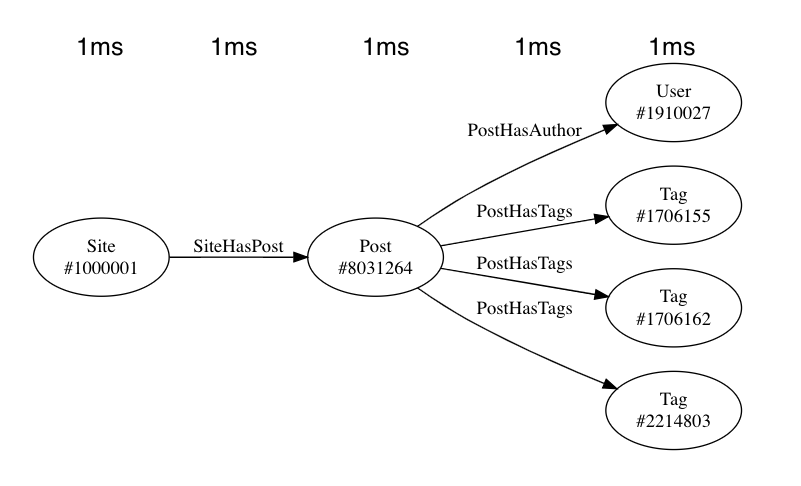 1ms 1ms 1ms 1ms 1ms
User
#1910027
PostHasAuthor
Tag
#1706155
PostHasTags
Site
#1000001
SiteHasPost
Post
#8031264
PostHasTags
Tag
#1706162
PostHasTags
Tag
#2214803